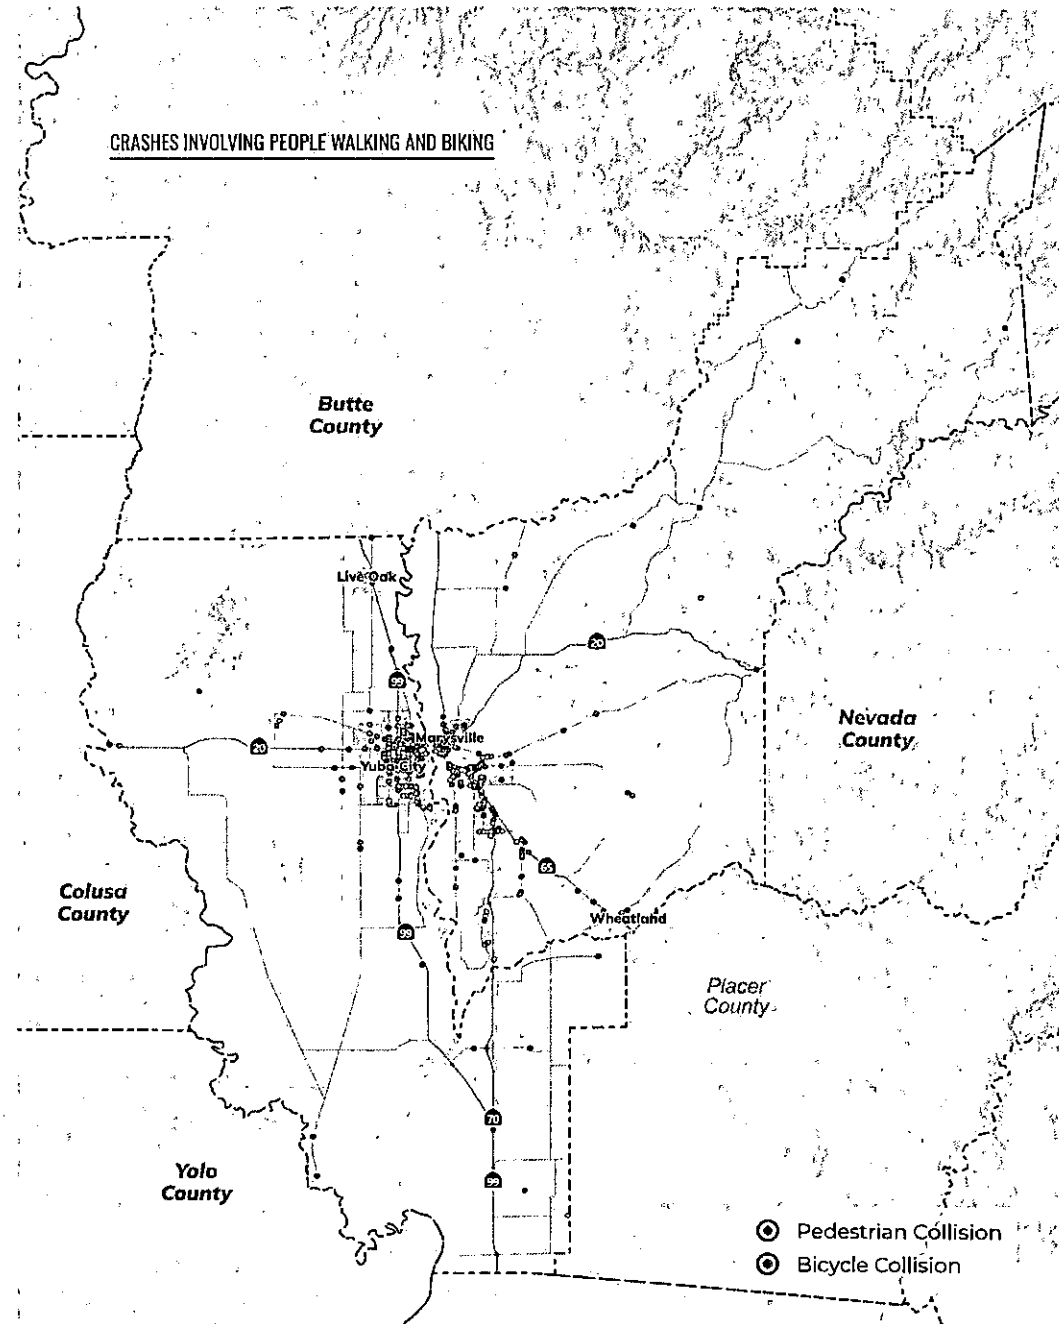 CRASHES INVOLVING PEOPLE WALKING AND BIKING
Butte
County
Live Oak
20
99
Nevada
County
Marysville
20
Yuba City
65
Colusa
County
Wheatland
99
Placer
County
70
Yolo
County
99
Pedestrian Collision
Bicycle Collision